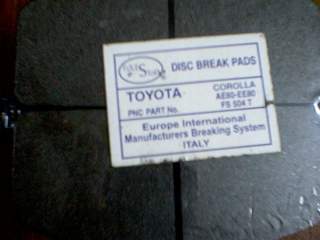 DISC BREAK PADS
TOYOTA
COROLLA
AE80-EE80
PNC PART No.
FS 504 T
Europe International
Manufacturers Breaking System
ITALY